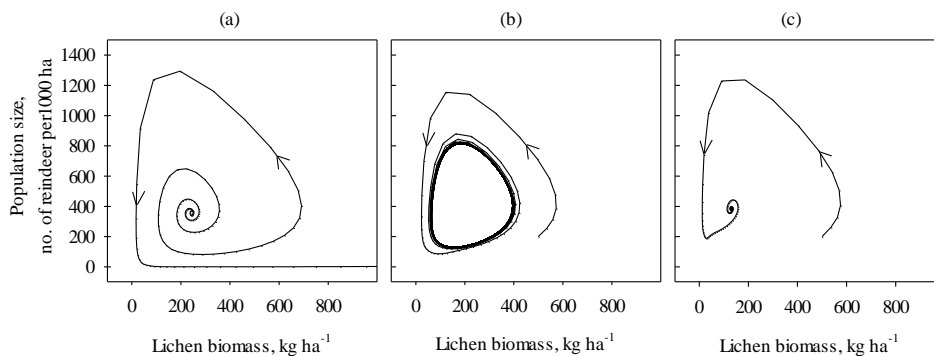 (a) (b) (c)
Population size,
no. of reindeer per1000 ha
1400
1200
1000
800
600
400
200
0
0 200 400 600 800
0 200 400 600 800
0 200 400 600 800
Lichen biomass, kg ha⁻¹
Lichen biomass, kg ha⁻¹
Lichen biomass, kg ha⁻¹